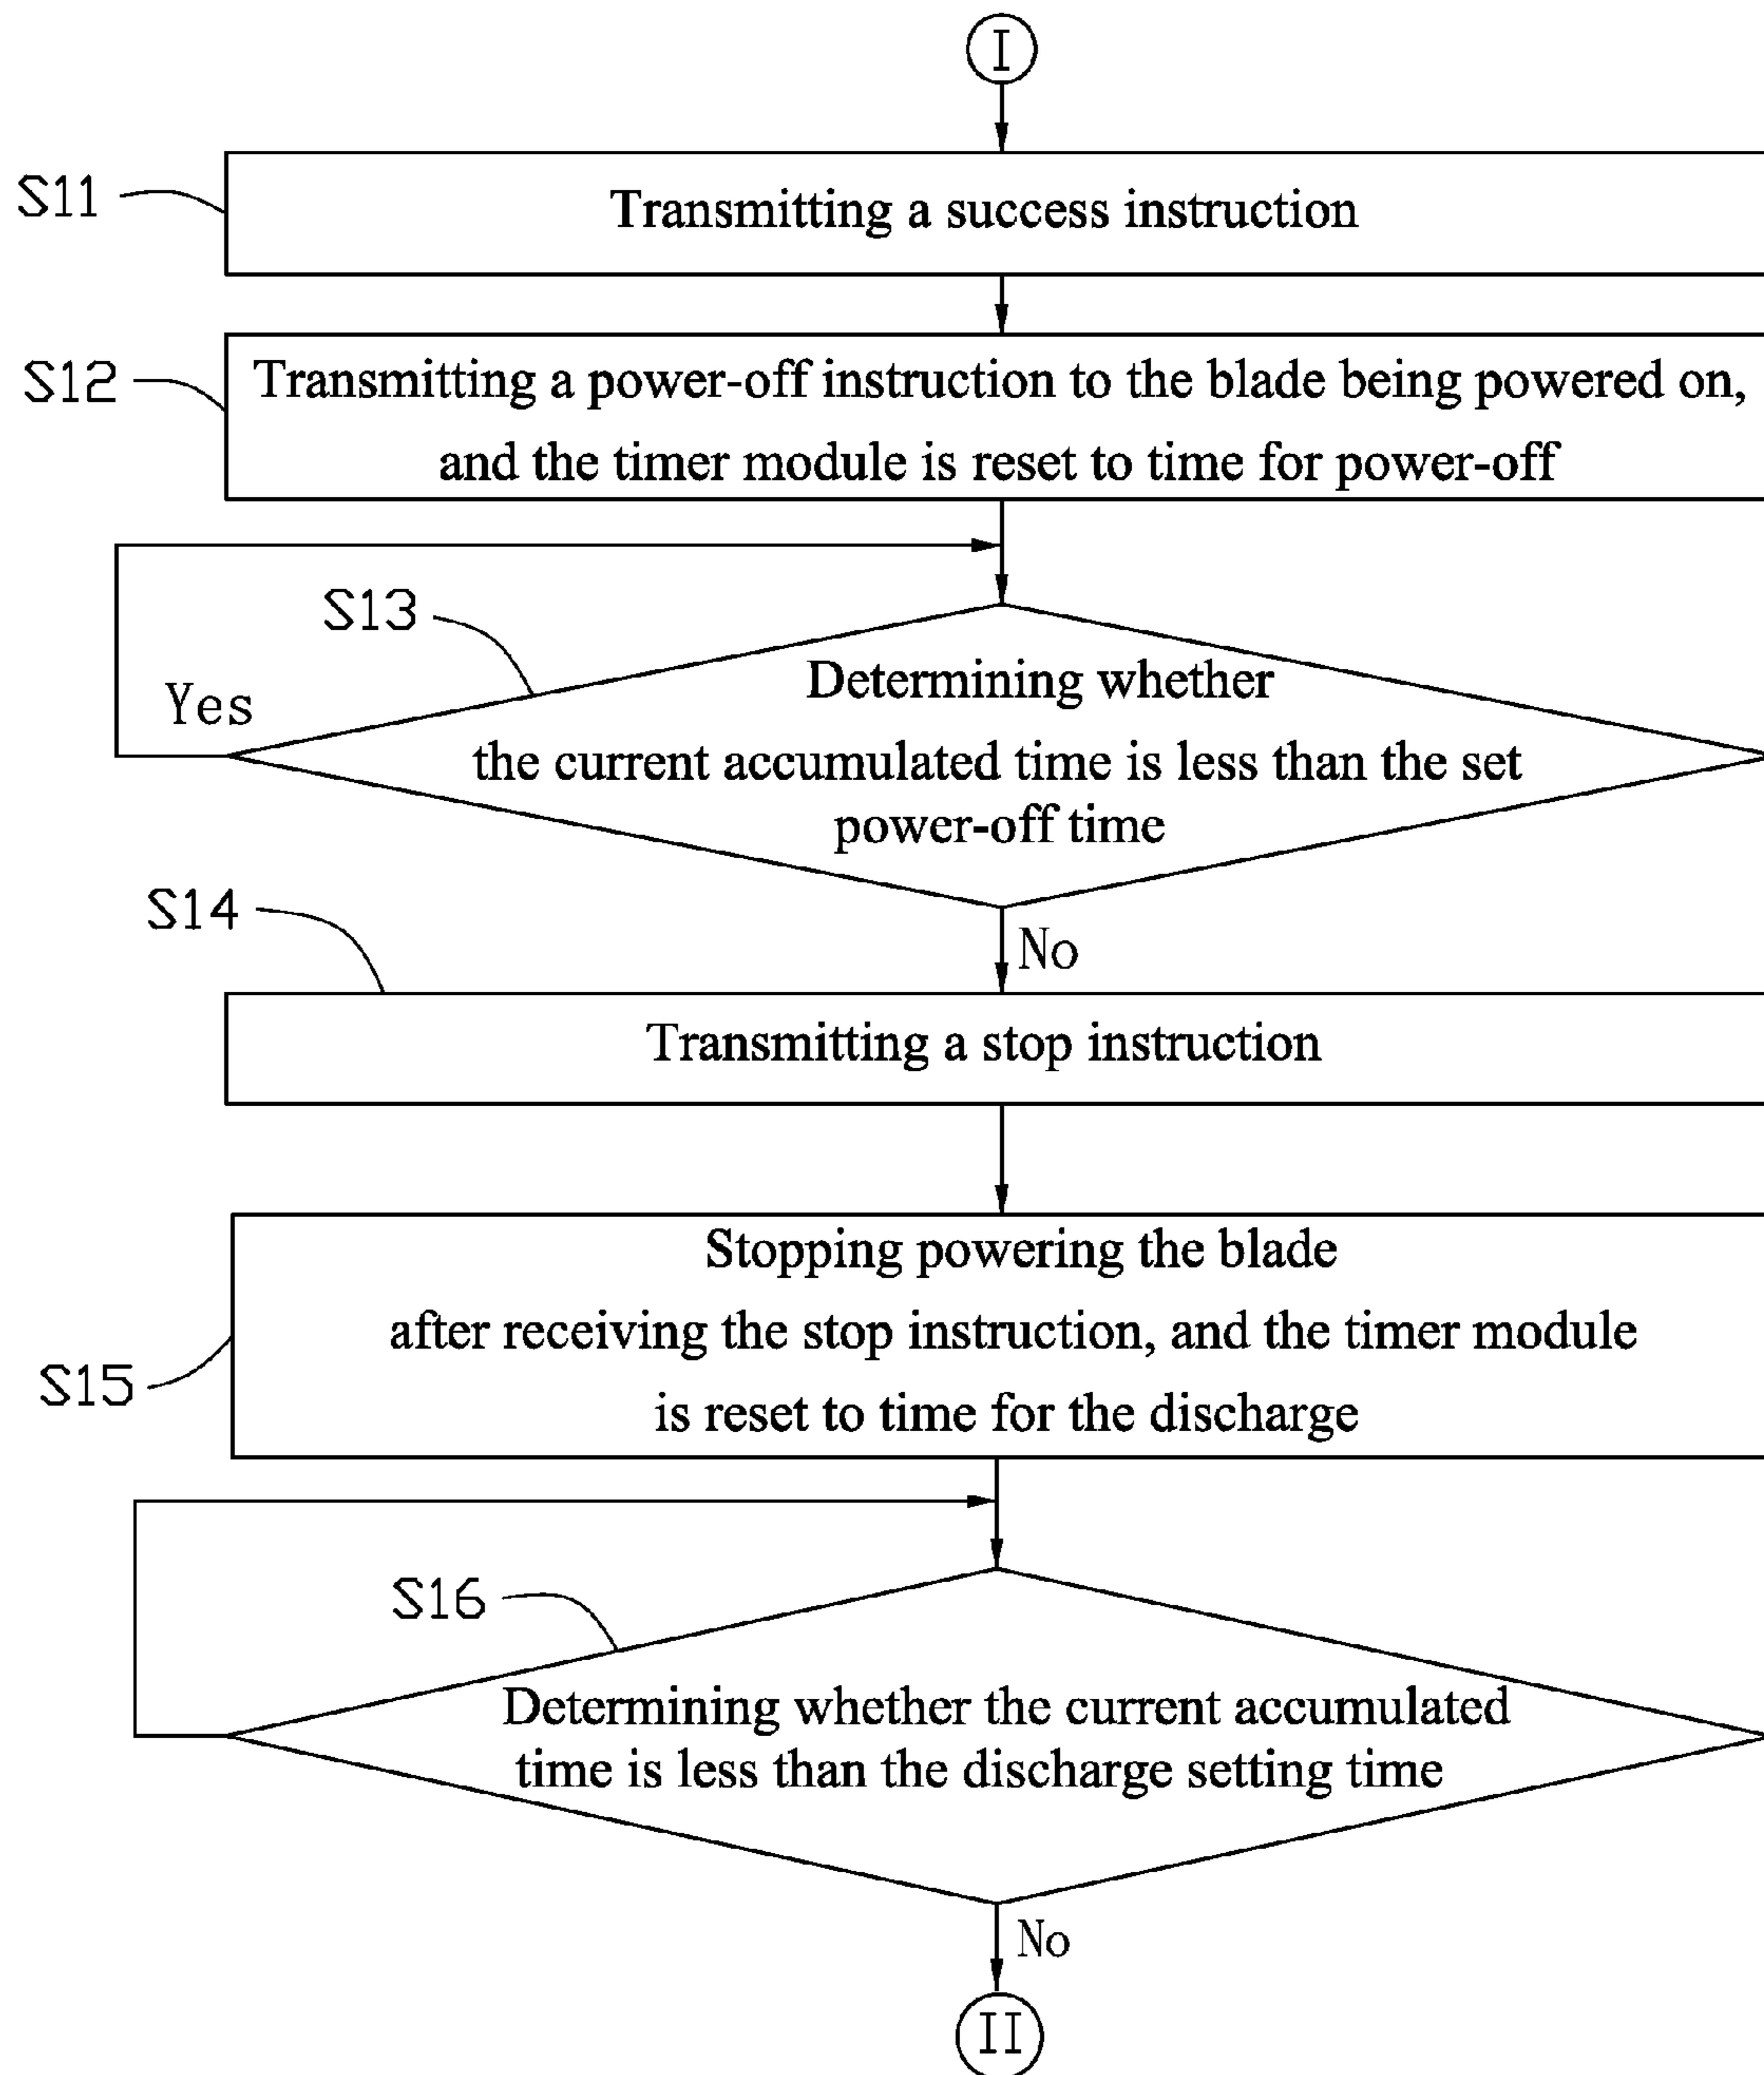 I
S11
Transmitting a success instruction
S12
Transmitting a power-off instruction to the blade being powered on,
and the timer module is reset to time for power-off
S13
Yes
Determining whether
the current accumulated time is less than the set
power-off time
S14
No
Transmitting a stop instruction
Stopping powering the blade
after receiving the stop instruction, and the timer module
S15
is reset to time for the discharge
S16
Determining whether the current accumulated
time is less than the discharge setting time
No
II